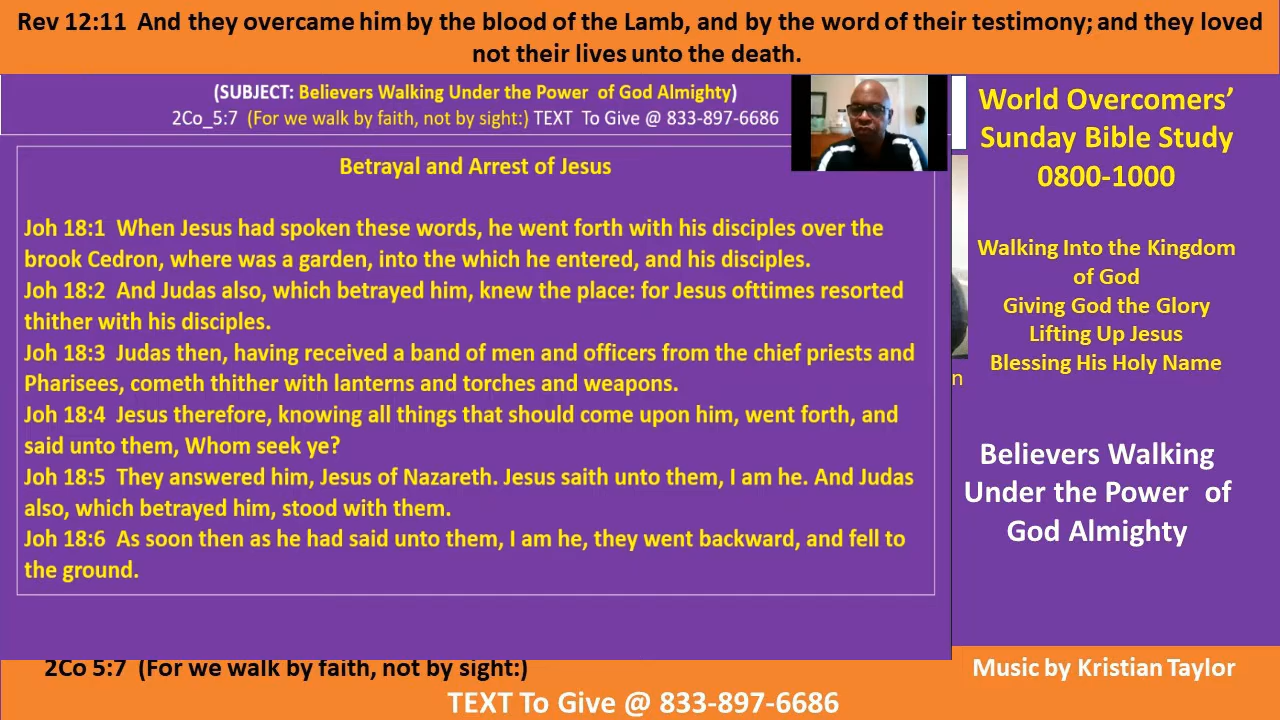 Rev 12:11  And they overcame him by the blood of the Lamb, and by the word of their testimony; and they loved
not their lives unto the death.
(SUBJECT: Believers Walking Under the Power  of God Almighty)
2Co_5:7  (For we walk by faith, not by sight:) TEXT  To Give @ 833-897-6686
Betrayal and Arrest of Jesus
Joh 18:1  When Jesus had spoken these words, he went forth with his disciples over the
brook Cedron, where was a garden, into the which he entered, and his disciples.
Joh 18:2  And Judas also, which betrayed him, knew the place: for Jesus ofttimes resorted
thither with his disciples.
Joh 18:3  Judas then, having received a band of men and officers from the chief priests and
Pharisees, cometh thither with lanterns and torches and weapons.
Joh 18:4  Jesus therefore, knowing all things that should come upon him, went forth, and
said unto them, Whom seek ye?
Joh 18:5  They answered him, Jesus of Nazareth. Jesus saith unto them, I am he. And Judas
also, which betrayed him, stood with them.
Joh 18:6  As soon then as he had said unto them, I am he, they went backward, and fell to
the ground.
World Overcomers'
Sunday Bible Study
0800-1000
Walking Into the Kingdom
of God
Giving God the Glory
Lifting Up Jesus
Blessing His Holy Name
n
Believers Walking
Under the Power  of
God Almighty
2Co 5:7  (For we walk by faith, not by sight:)
Music by Kristian Taylor
TEXT To Give @ 833-897-6686